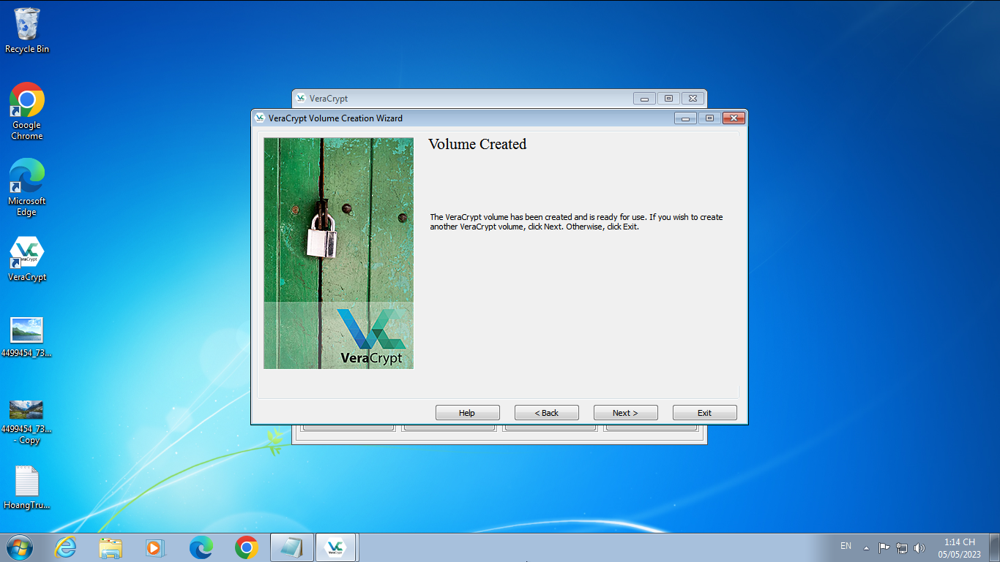 Recycle Bin
Google
Chrome
Microsoft
Edge
VeraCrypt
VeraCrypt
4499454_73...
4499454_73...
- Copy
HoangTru...
VeraCrypt
VeraCrypt Volume Creation Wizard
Volume Created
The VeraCrypt volume has been created and is ready for use. If you wish to create
another VeraCrypt volume, click Next. Otherwise, click Exit.
VeraCrypt
Help
< Back
Next >
Exit
VeraCrypt
EN
1:14 CH
05/05/2023